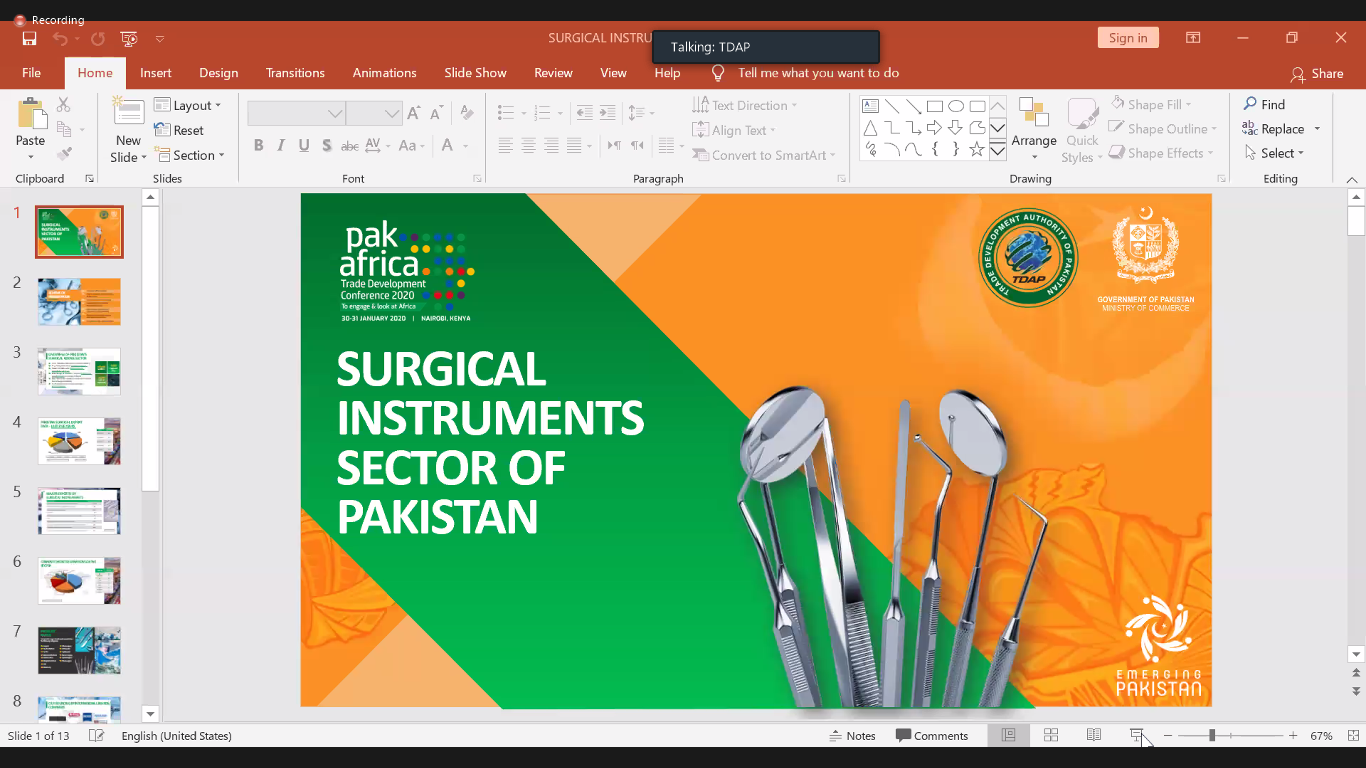 Recording
SURGICAL INSTRU
Talking: TDAP
Sign in
File
Home
Insert
Design
Transitions
Animations
Slide Show
Review
View
Help
Tell me what you want to do
Share
Paste
New
Slide
Layout
Reset
Section
B I U S abc AV Aa A
Text Direction
Align Text
Convert to SmartArt
Arrange
Quick
Styles
Shape Fill
Shape Outline
Shape Effects
Find
Replace
Select
Clipboard
Slides
Font
Paragraph
Drawing
Editing
1
2
3
4
5
6
7
8
pak
africa
Trade Development
Conference 2020
To engage & look at Africa
30-31 JANUARY 2020 | NAIROBI, KENYA
TRADE DEVELOPMENT AUTHORITY OF PAKISTAN
TDAP
GOVERNMENT OF PAKISTAN
MINISTRY OF COMMERCE
SURGICAL
INSTRUMENTS
SECTOR OF
PAKISTAN
EMERGING
PAKISTAN
Slide 1 of 13
English (United States)
Notes
Comments
67%